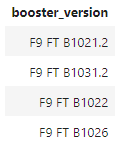 booster_version
F9 FT B1021.2
F9 FT B1031.2
F9 FT B1022
F9 FT B1026